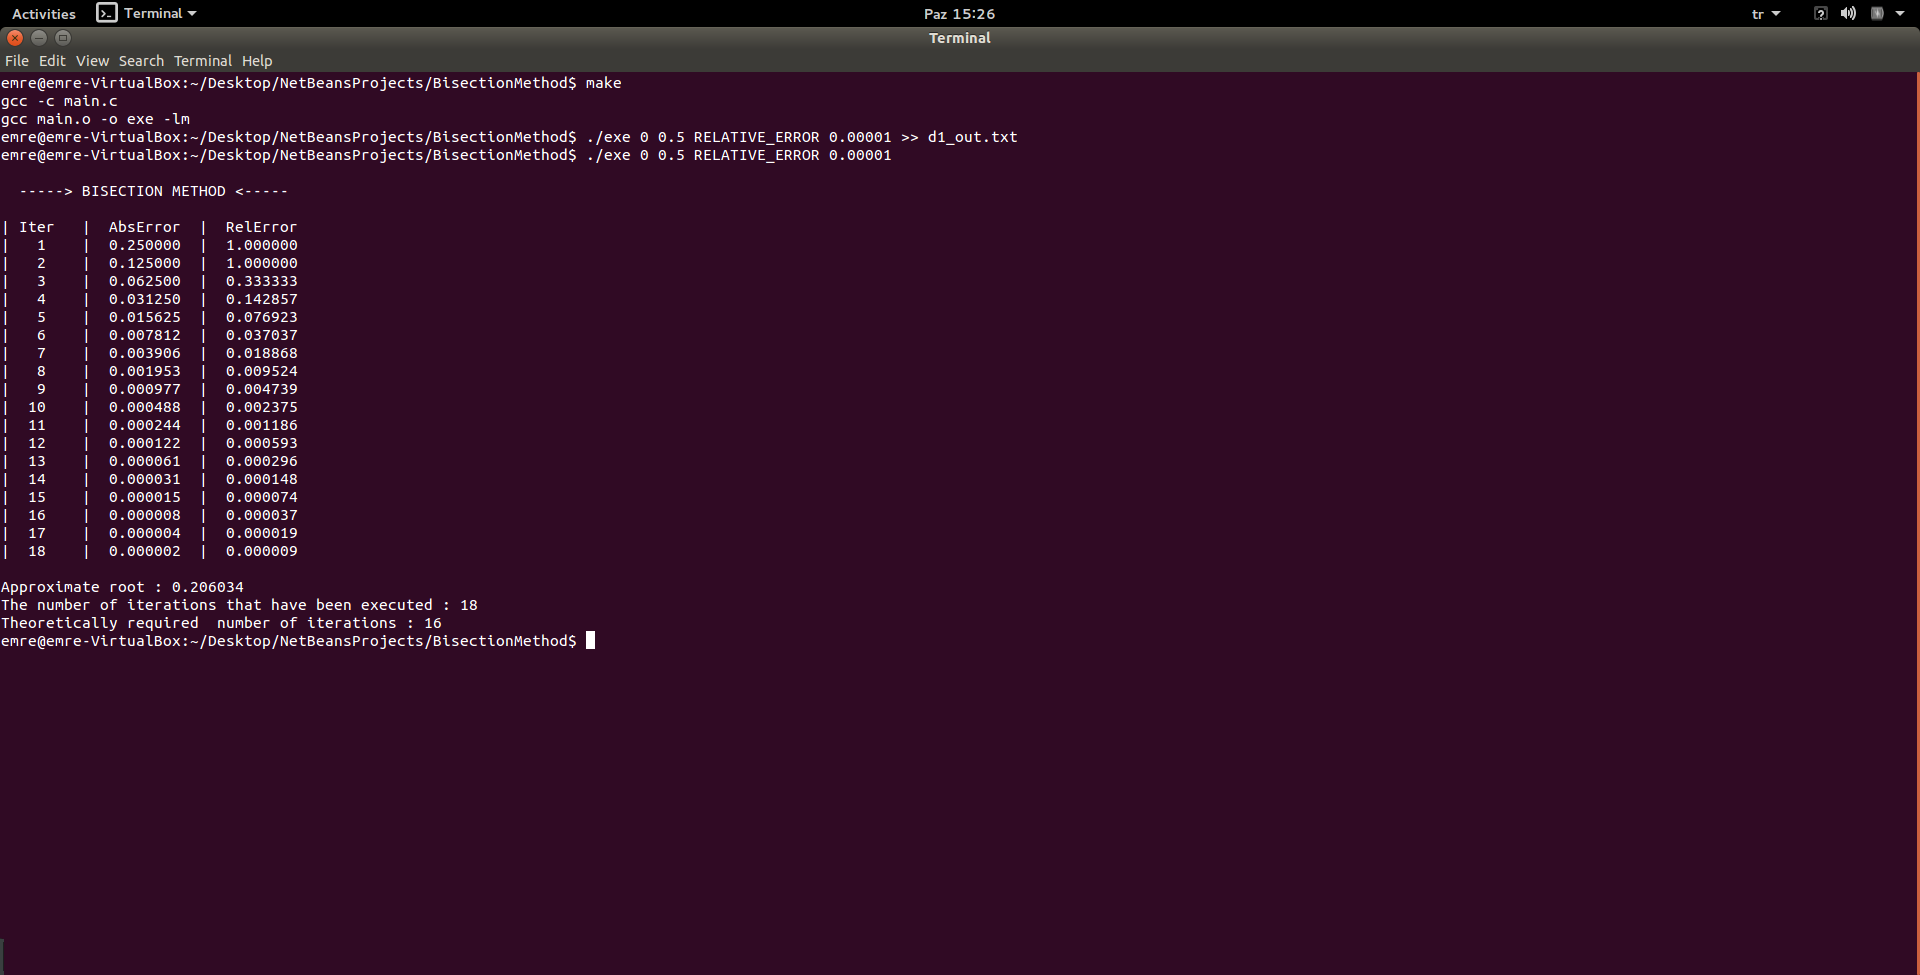 Activities Terminal Paz 15:26 tr
Terminal
File Edit View Search Terminal Help
emre@emre-VirtualBox:~/Desktop/NetBeansProjects/BisectionMethod$ make
gcc -c main.c
gcc main.o -o exe -lm
emre@emre-VirtualBox:~/Desktop/NetBeansProjects/BisectionMethod$ ./exe 0 0.5 RELATIVE_ERROR 0.00001 >> d1_out.txt
emre@emre-VirtualBox:~/Desktop/NetBeansProjects/BisectionMethod$ ./exe 0 0.5 RELATIVE_ERROR 0.00001
-----> BISECTION METHOD <-----
| Iter | AbsError | RelError
| 1 | 0.250000 | 1.000000
| 2 | 0.125000 | 1.000000
| 3 | 0.062500 | 0.333333
| 4 | 0.031250 | 0.142857
| 5 | 0.015625 | 0.076923
| 6 | 0.007812 | 0.037037
| 7 | 0.003906 | 0.018868
| 8 | 0.001953 | 0.009524
| 9 | 0.000977 | 0.004739
| 10 | 0.000488 | 0.002375
| 11 | 0.000244 | 0.001186
| 12 | 0.000122 | 0.000593
| 13 | 0.000061 | 0.000296
| 14 | 0.000031 | 0.000148
| 15 | 0.000015 | 0.000074
| 16 | 0.000008 | 0.000037
| 17 | 0.000004 | 0.000019
| 18 | 0.000002 | 0.000009
Approximate root : 0.206034
The number of iterations that have been executed : 18
Theoretically required  number of iterations : 16
emre@emre-VirtualBox:~/Desktop/NetBeansProjects/BisectionMethod$